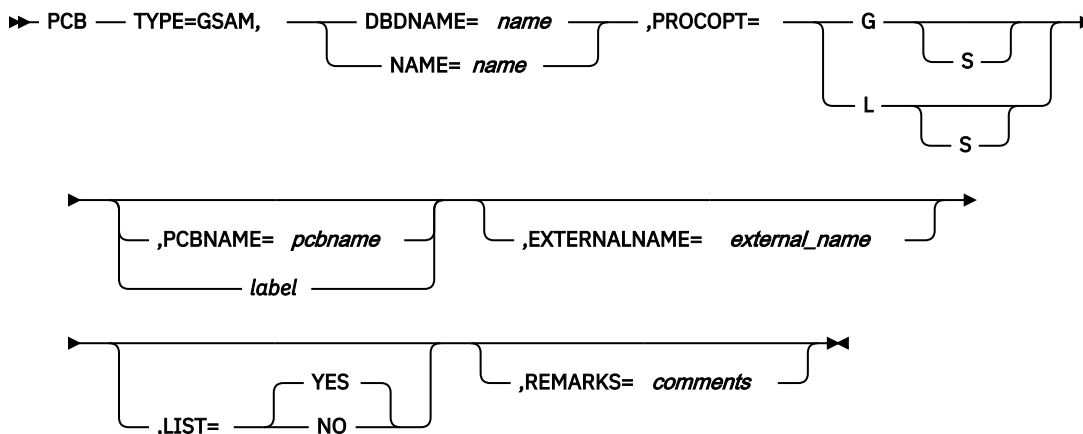 PCB TYPE=GSAM, DBDNAME= name ,PROCOPT= G
S
NAME= name
L
S
,PCBNAME= pcbname ,EXTERNALNAME= external_name
label
YES
,LIST= NO
,REMARKS= comments